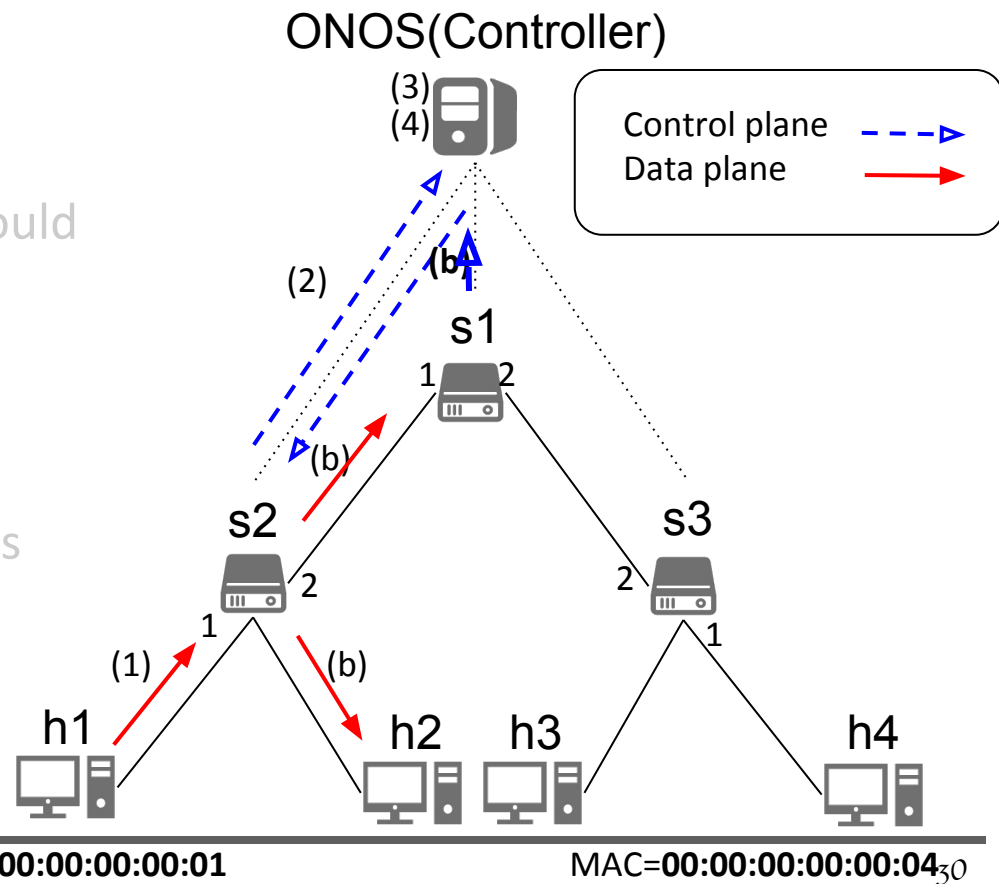 ONOS(Controller)
(3)
(4)
Control plane
Data plane
ould
(2)
(b)
s1
1
2
(b)
s2
s3
s
2
2
1
1
(1)
(b)
h1
h2
h3
h4
00:00:00:00:01
MAC=00:00:00:00:00:04
30